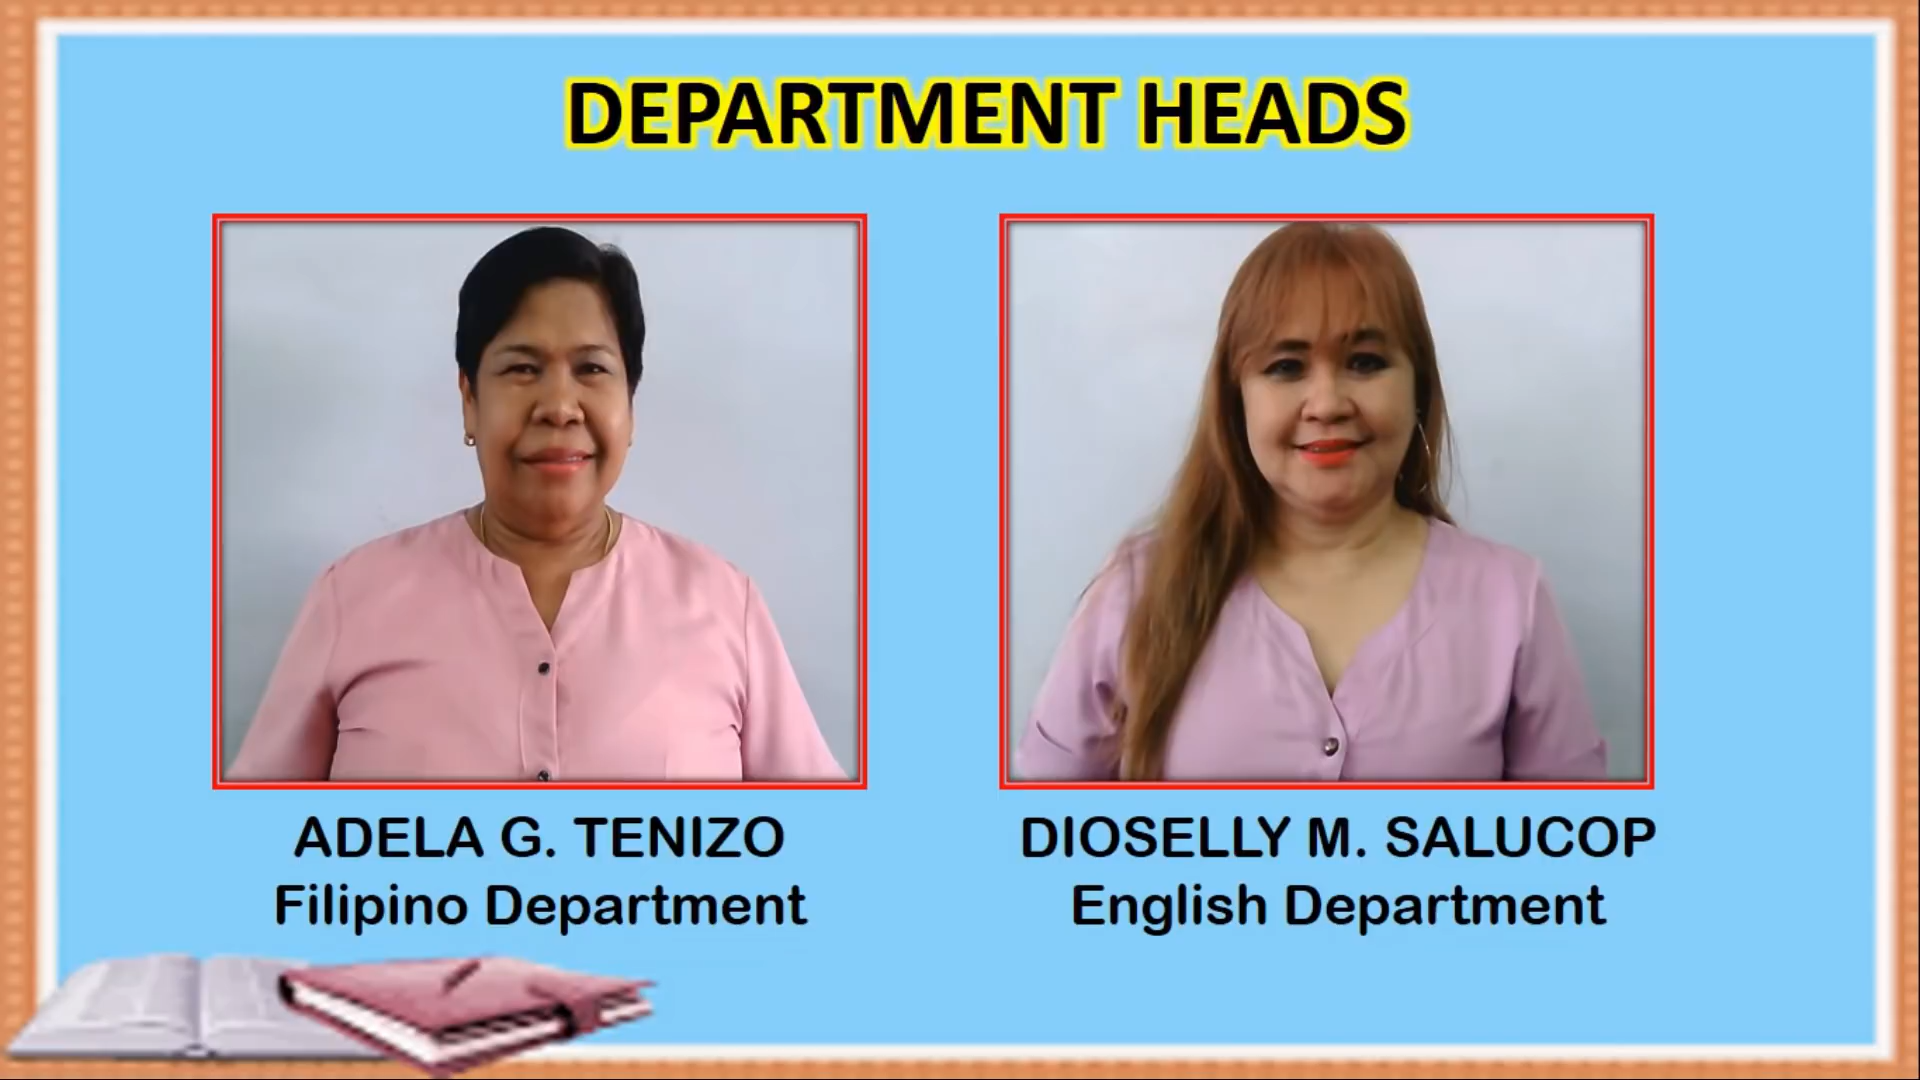 DEPARTMENT HEADS
ADELA G. TENIZO
Filipino Department
DIOSELLY M. SALUCOP
English Department